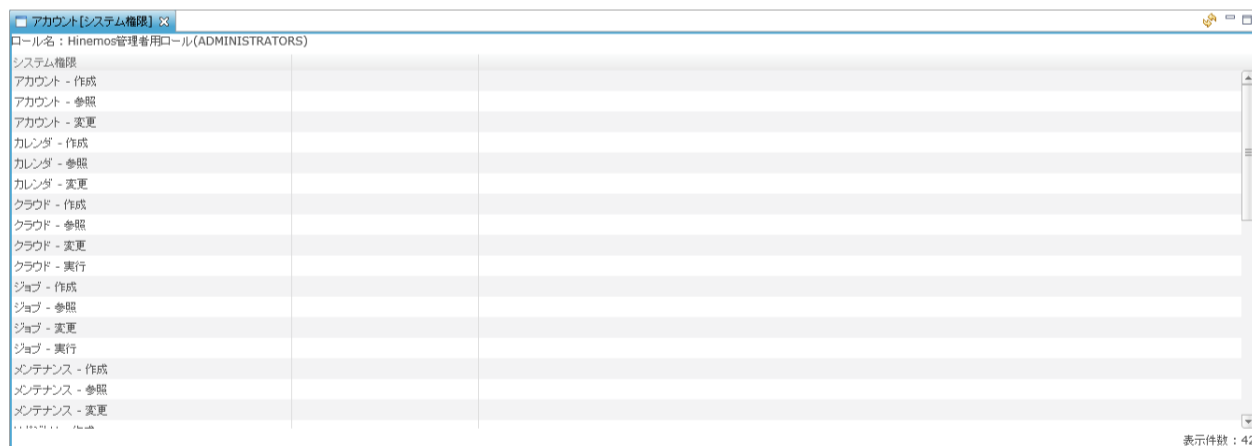 アカウント[システム権限]
ロール名：Hinemos管理者用ロール(ADMINISTRATORS)
システム権限
アカウント - 作成
アカウント - 参照
アカウント - 変更
カレンダ - 作成
カレンダ - 参照
カレンダ - 変更
クラウド - 作成
クラウド - 参照
クラウド - 変更
クラウド - 実行
ジョブ - 作成
ジョブ - 参照
ジョブ - 変更
ジョブ - 実行
メンテナンス - 作成
メンテナンス - 参照
メンテナンス - 変更
表示件数：42